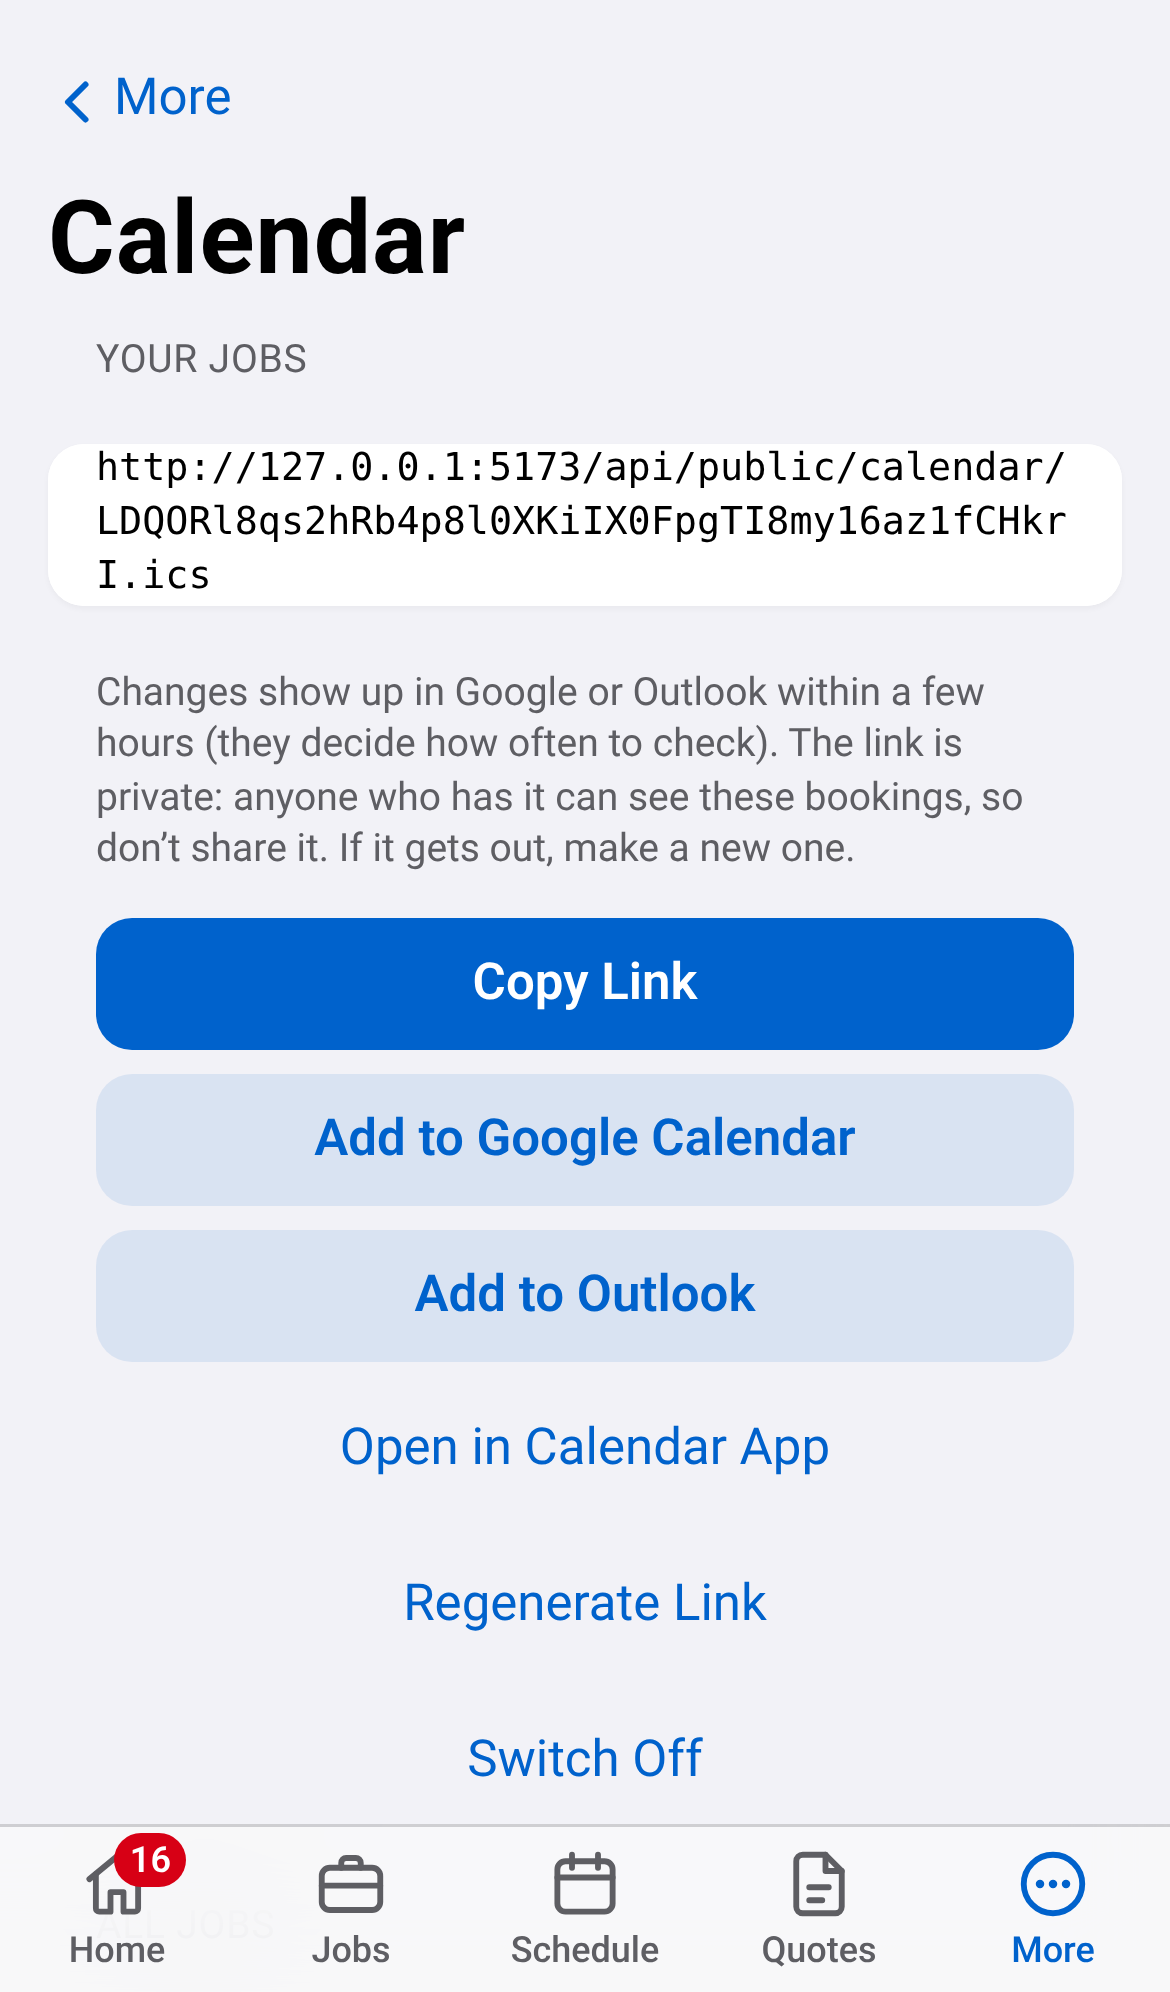 More
Calendar
YOUR JOBS
http://127.0.0.1:5173/api/public/calendar/
LDQORl8qs2hRb4p8l0XKiIX0FpgTI8my16az1fCHkr
I.ics
Changes show up in Google or Outlook within a few
hours (they decide how often to check). The link is
private: anyone who has it can see these bookings, so
don’t share it. If it gets out, make a new one.
Copy Link
Add to Google Calendar
Add to Outlook
Open in Calendar App
Regenerate Link
Switch Off
16
ALL JOBS
Home
Jobs
Schedule
Quotes
More